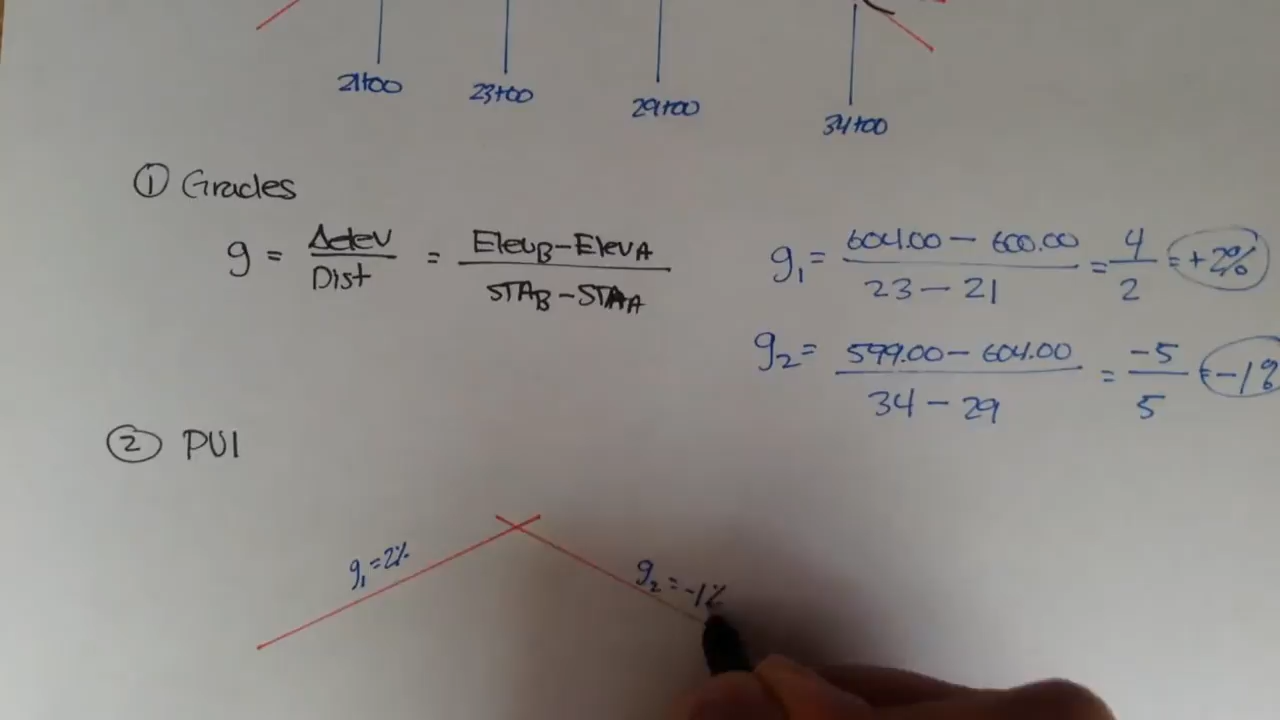 21+00 23+00 29+00 34+00
① Grades
g = Δelev / Dist = ElevB - ElevA / STAB - STAA
g1 = 604.00 - 600.00 / 23 - 21 = 4 / 2 = +2%
g2 = 599.00 - 604.00 / 34 - 29 = -5 / 5 = -1%
② PVI
g1 = 2%
g2 = -1%